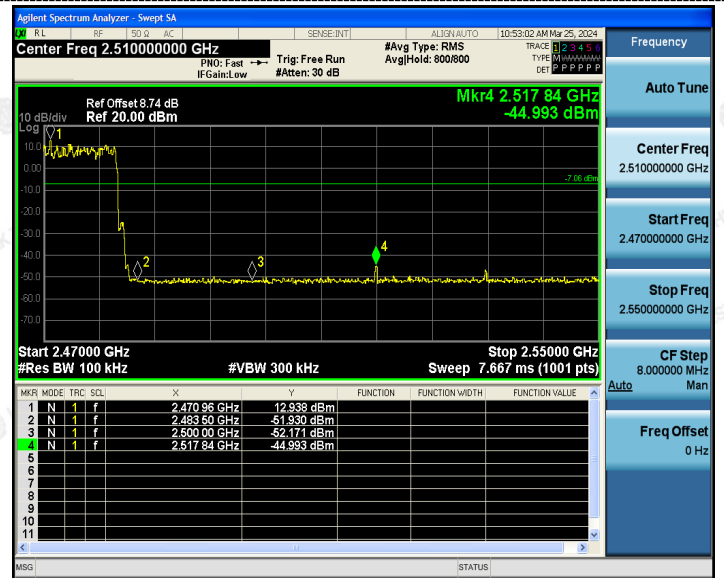 Agilent Spectrum Analyzer - Swept SA
LXI RL RF 50 Ω AC SENSE:INT ALIGN AUTO 10:53:02 AM Mar 25, 2024
Center Freq 2.510000000 GHz
PNO: Fast
IFGain:Low
Trig: Free Run
#Atten: 30 dB
#Avg Type: RMS
Avg|Hold: 800/800
TRACE 1 2 3 4 5 6
TYPE M
DET P P P P P P
Ref Offset 8.74 dB
Ref 20.00 dBm
Mkr4 2.517 84 GHz
-44.993 dBm
10 dB/div
Log
10.0
0.00
-10.0
-20.0
-30.0
-40.0
-50.0
-60.0
-70.0
1
2
3
4
-7.06 dBm
Start 2.47000 GHz Stop 2.55000 GHz
#Res BW 100 kHz #VBW 300 kHz Sweep 7.667 ms (1001 pts)
MKR MODE TRC SCL X Y FUNCTION FUNCTION WIDTH FUNCTION VALUE
1 N 1 f 2.470 96 GHz 12.938 dBm
2 N 1 f 2.483 50 GHz -51.930 dBm
3 N 1 f 2.500 00 GHz -52.171 dBm
4 N 1 f 2.517 84 GHz -44.993 dBm
5
6
7
8
9
10
11
MSG STATUS
Frequency
Auto Tune
Center Freq
2.510000000 GHz
Start Freq
2.470000000 GHz
Stop Freq
2.550000000 GHz
CF Step
8.000000 MHz
Auto Man
Freq Offset
0 Hz